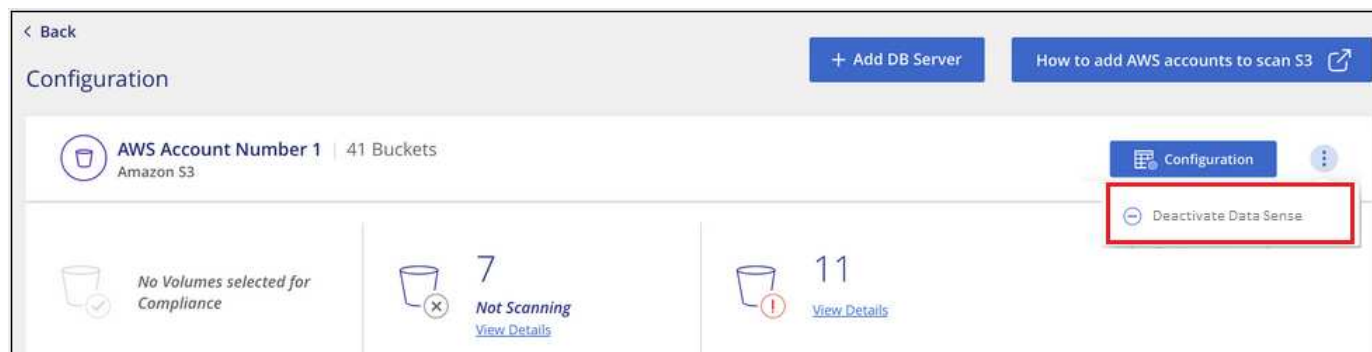 < Back
Configuration
+ Add DB Server
How to add AWS accounts to scan S3
AWS Account Number 1 | 41 Buckets
Amazon S3
Configuration
Deactivate Data Sense
No Volumes selected for
Compliance
7
Not Scanning
View Details
11
View Details